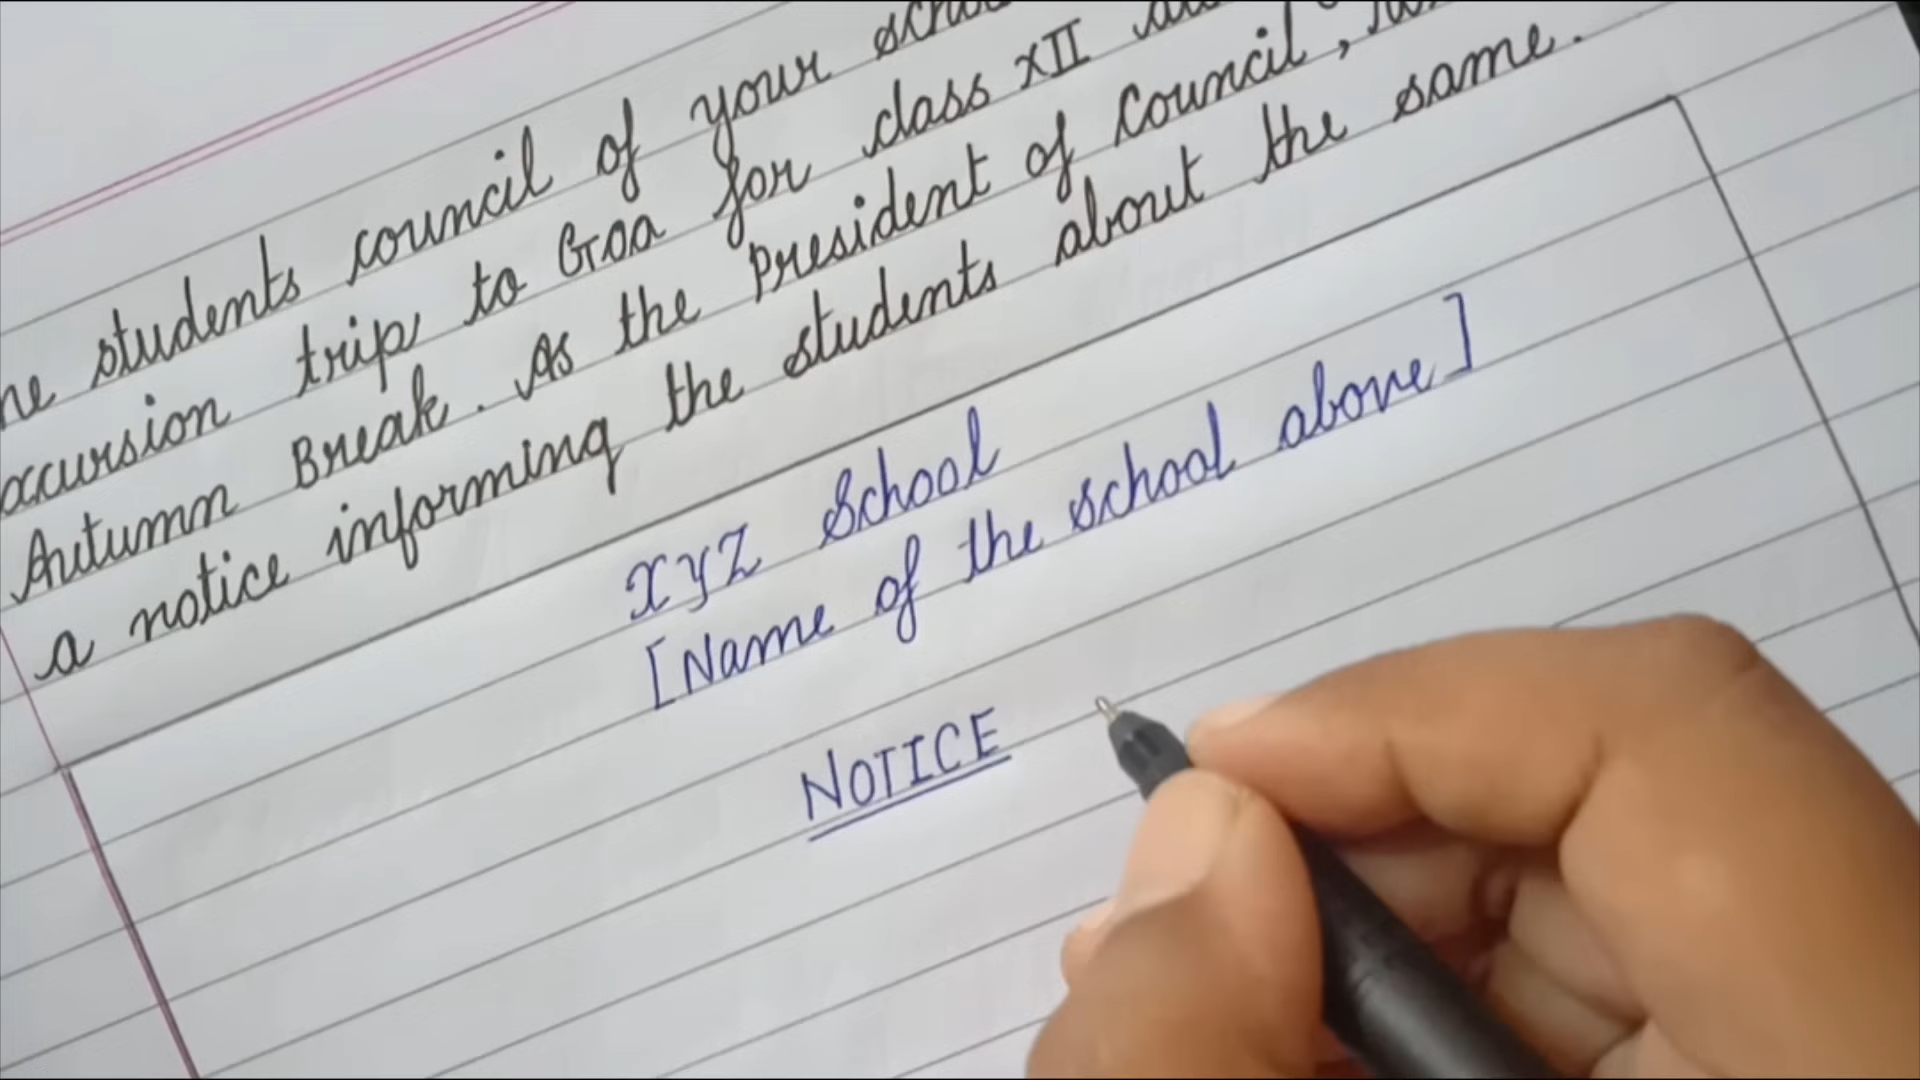 students council of your
trip to Goa for class XII
Autumn Break. As the President of Council,
a notice informing the students about the same.
XYZ School
[Name of the school above]
NOTICE